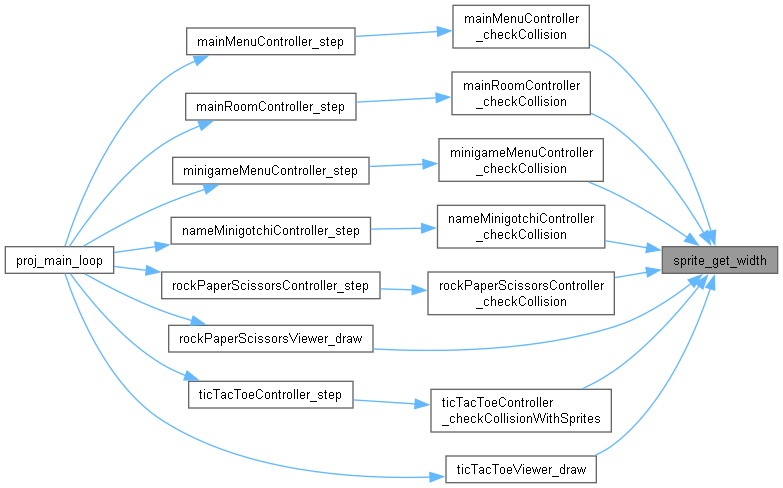 mainMenuController
_checkCollision
mainMenuController_step
mainRoomController
_checkCollision
mainRoomController_step
minigameMenuController
_checkCollision
minigameMenuController_step
nameMinigotchiController
_checkCollision
nameMinigotchiController_step
proj_main_loop
sprite_get_width
rockPaperScissorsController_step
rockPaperScissorsController
_checkCollision
rockPaperScissorsViewer_draw
ticTacToeController_step
ticTacToeController
_checkCollisionWithSprites
ticTacToeViewer_draw